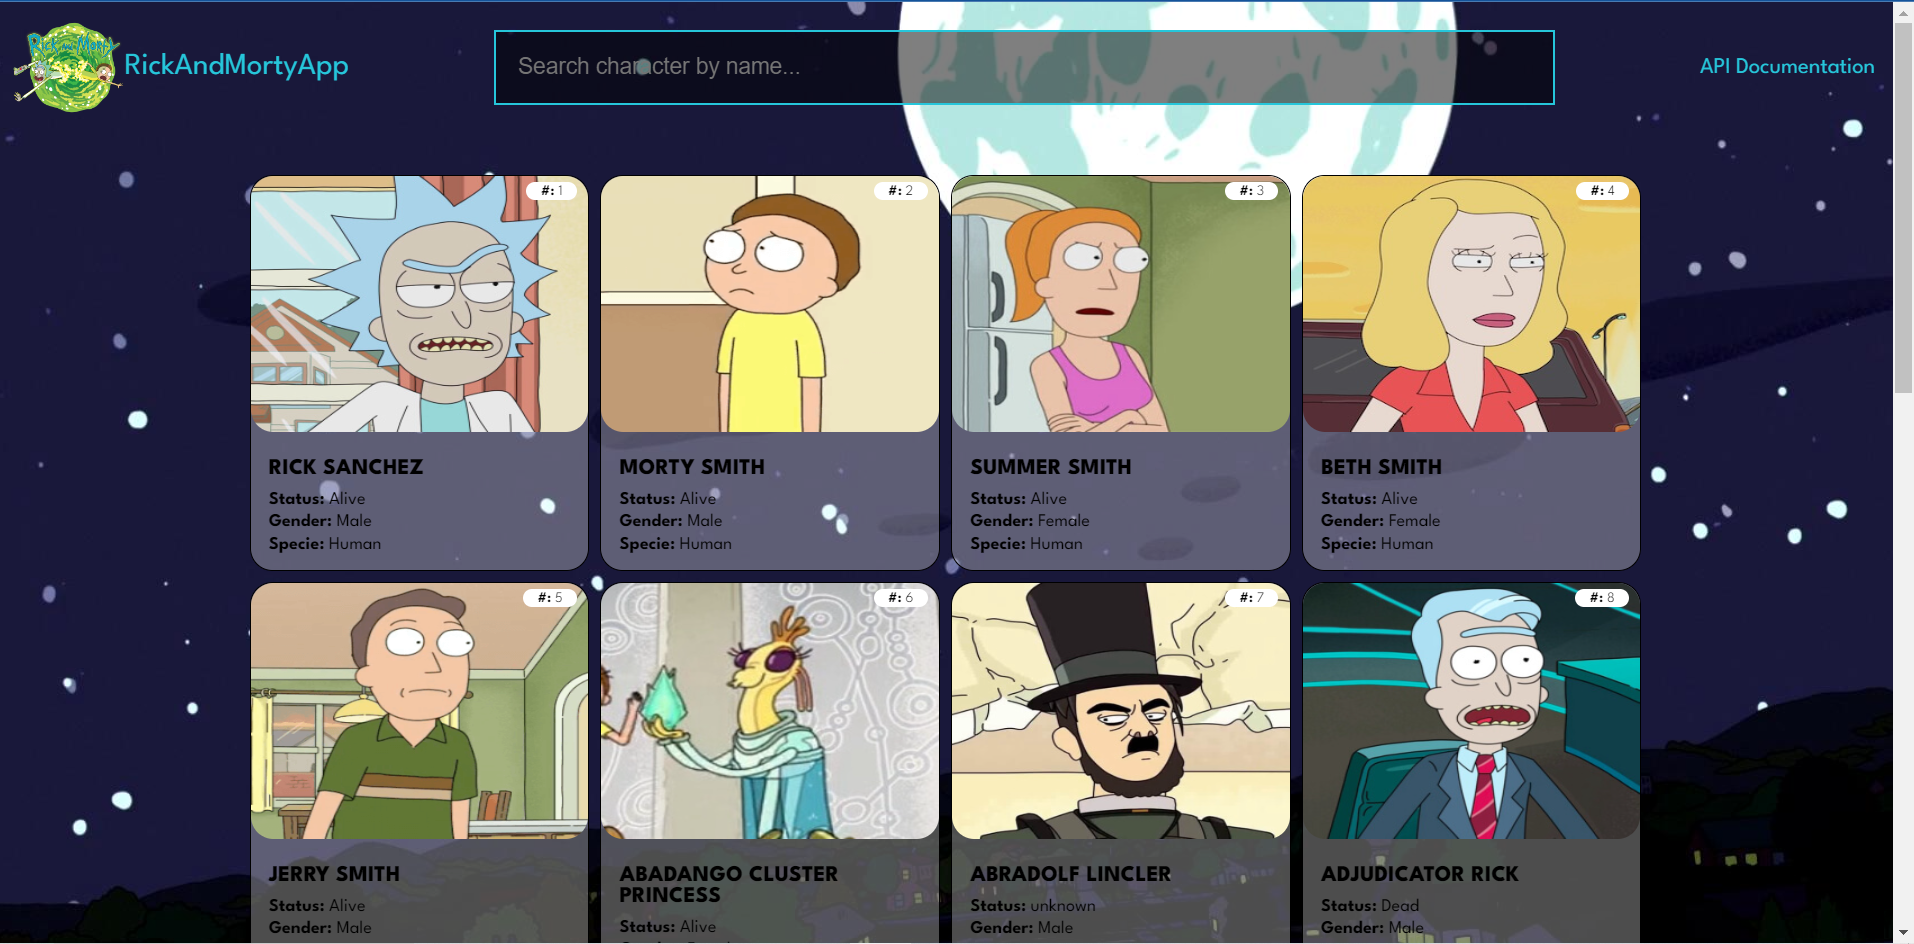 Rick and Morty
RickAndMortyApp
Search character by name...
API Documentation
#: 1
#: 2
#: 3
#: 4
RICK SANCHEZ
Status: Alive
Gender: Male
Specie: Human
MORTY SMITH
Status: Alive
Gender: Male
Specie: Human
SUMMER SMITH
Status: Alive
Gender: Female
Specie: Human
BETH SMITH
Status: Alive
Gender: Female
Specie: Human
#: 5
#: 6
#: 7
#: 8
JERRY SMITH
Status: Alive
Gender: Male
ABADANGO CLUSTER
PRINCESS
Status: Alive
ABRADOLF LINCLER
Status: unknown
Gender: Male
ADJUDICATOR RICK
Status: Dead
Gender: Male